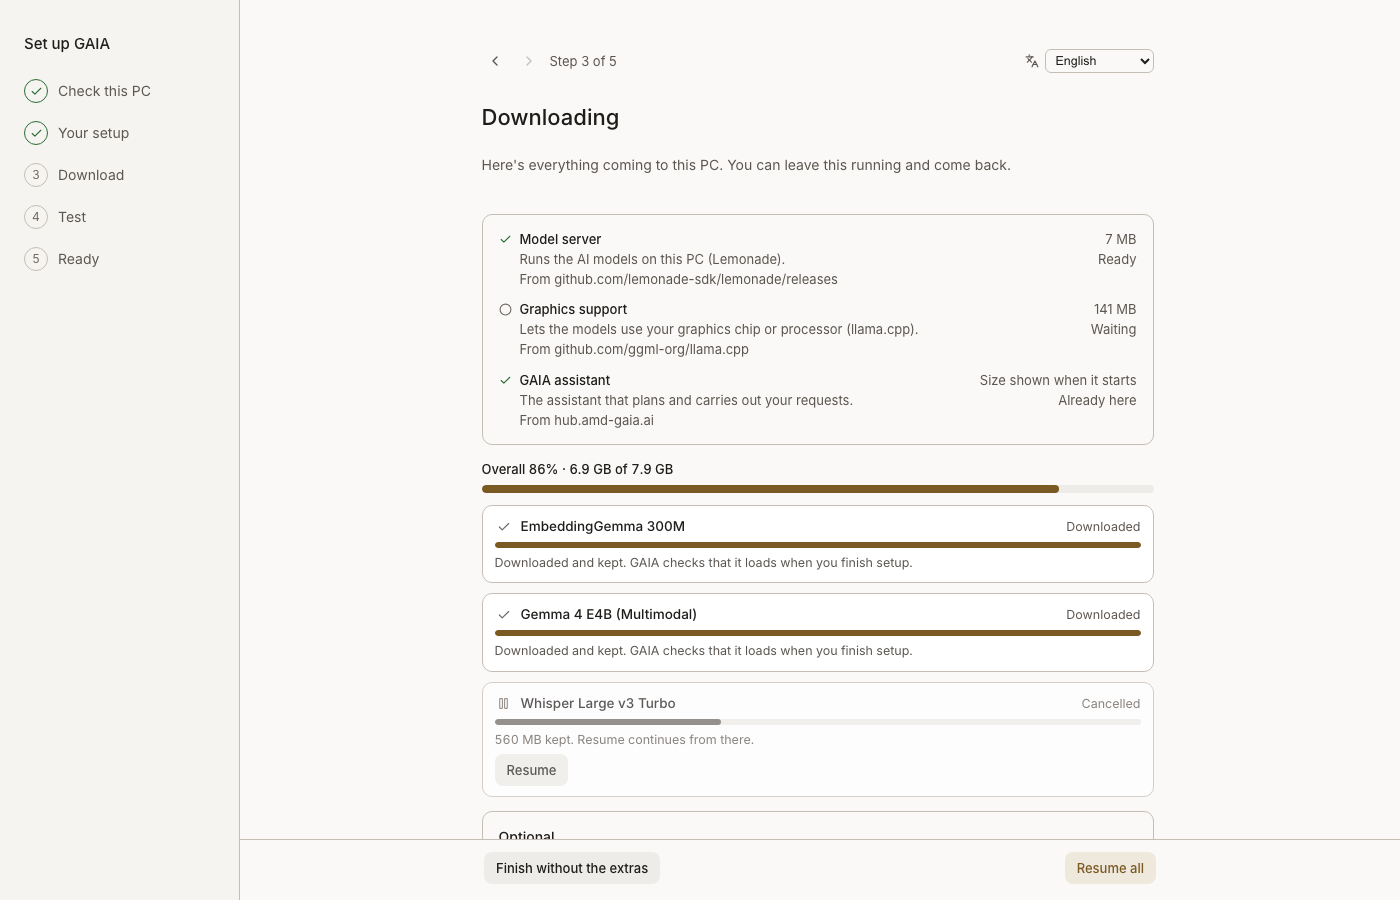 Set up GAIA
Check this PC
Your setup
3 Download
4 Test
5 Ready
Step 3 of 5
English
Downloading
Here's everything coming to this PC. You can leave this running and come back.
Model server 7 MB
Runs the AI models on this PC (Lemonade). Ready
From github.com/lemonade-sdk/lemonade/releases
Graphics support 141 MB
Lets the models use your graphics chip or processor (llama.cpp). Waiting
From github.com/ggml-org/llama.cpp
GAIA assistant Size shown when it starts
The assistant that plans and carries out your requests. Already here
From hub.amd-gaia.ai
Overall 86% · 6.9 GB of 7.9 GB
EmbeddingGemma 300M Downloaded
Downloaded and kept. GAIA checks that it loads when you finish setup.
Gemma 4 E4B (Multimodal) Downloaded
Downloaded and kept. GAIA checks that it loads when you finish setup.
Whisper Large v3 Turbo Cancelled
560 MB kept. Resume continues from there.
Resume
Optional
Finish without the extras Resume all